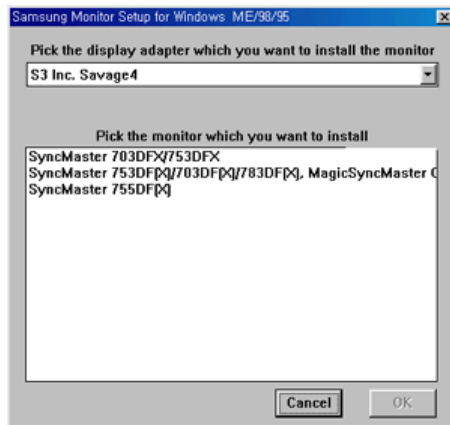 Samsung Monitor Setup for Windows ME/98/95
Pick the display adapter which you want to install the monitor
S3 Inc. Savage4
Pick the monitor which you want to install
SyncMaster 703DFX/753DFX
SyncMaster 753DF(X)/703DF(X)/783DF(X), MagicSyncMaster
SyncMaster 755DF(X)
Cancel
OK